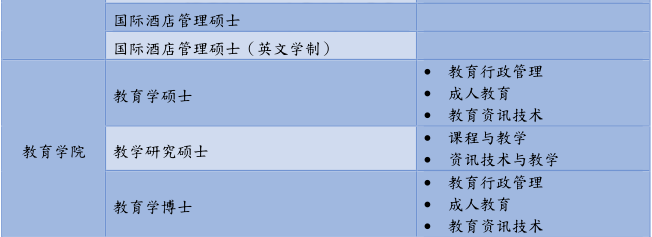 国际酒店管理硕士
国际酒店管理硕士（英文学制）
教育学院
教育学硕士
• 教育行政管理
• 成人教育
• 教育资讯技术
教学研究硕士
• 课程与教学
• 资讯技术与教学
教育学博士
• 教育行政管理
• 成人教育
• 教育资讯技术